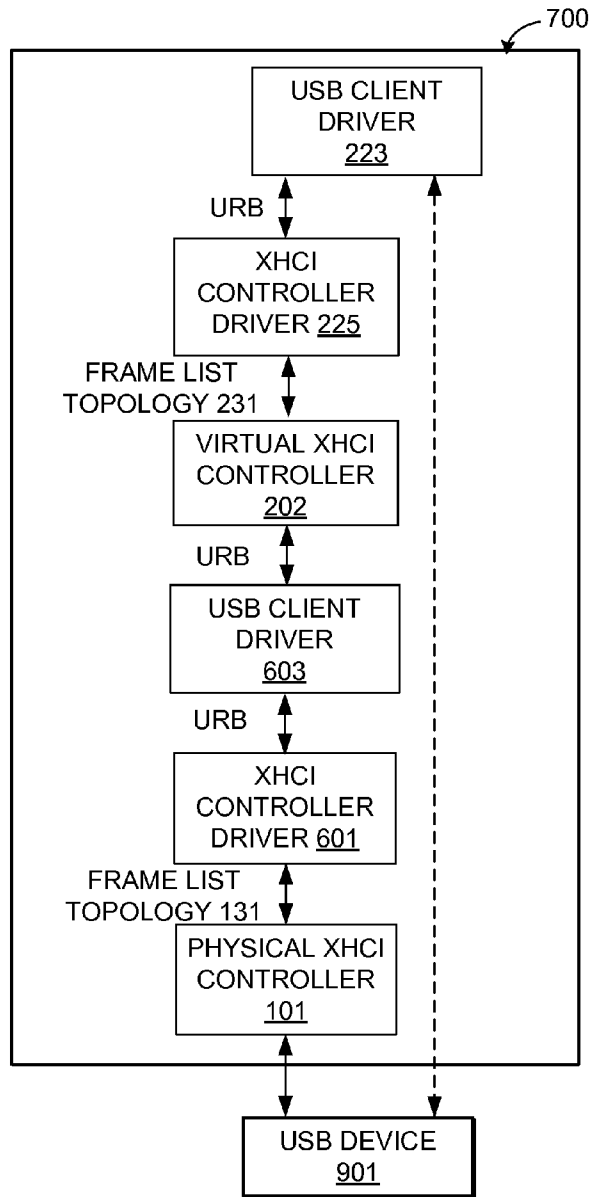 700
USB CLIENT
DRIVER
223
URB
XHCI
CONTROLLER
DRIVER 225
FRAME LIST
TOPOLOGY 231
VIRTUAL XHCI
CONTROLLER
202
URB
USB CLIENT
DRIVER
603
URB
XHCI
CONTROLLER
DRIVER 601
FRAME LIST
TOPOLOGY 131
PHYSICAL XHCI
CONTROLLER
101
USB DEVICE
901